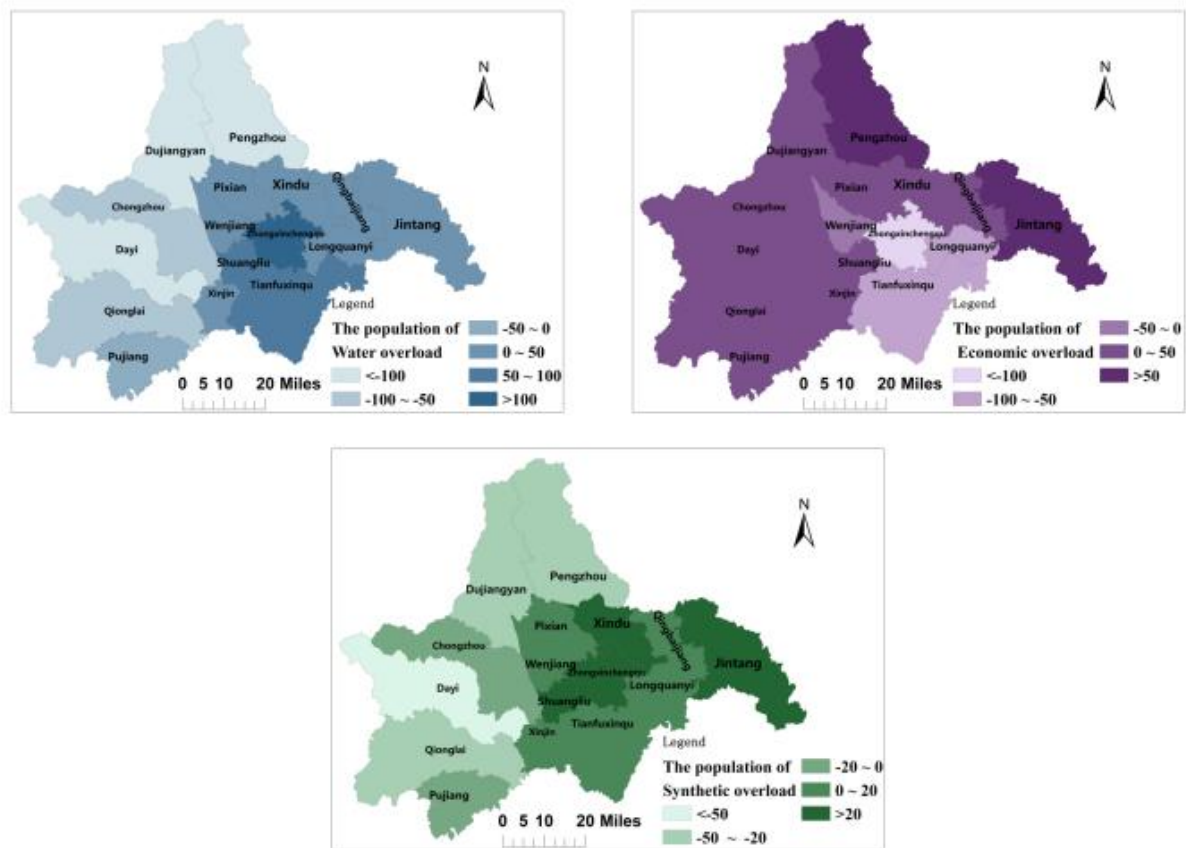 N
Pengzhou
Dujiangyan
Pixian
Xindu
Qingbaijiang
Chongzhou
Wenjiang
Zhongxinchengqu
Jintang
Dayi
Longquanyi
Shuangliu
Tianfuxinqu
Xinjin
Qionglai
Pujiang
Legend
The population of
Water overload
<-100
-100 ~ -50
-50 ~ 0
0 ~ 50
50 ~ 100
>100
0 5 10 20 Miles
N
Pengzhou
Dujiangyan
Pixian
Xindu
Qingbaijiang
Chongzhou
Wenjiang
Zhongxinchengqu
Jintang
Dayi
Longquanyi
Shuangliu
Tianfuxinqu
Xinjin
Qionglai
Pujiang
Legend
The population of
Economic overload
<-100
-100 ~ -50
-50 ~ 0
0 ~ 50
>50
0 5 10 20 Miles
N
Pengzhou
Dujiangyan
Pixian
Xindu
Qingbaijiang
Chongzhou
Wenjiang
Zhongxinchengqu
Jintang
Dayi
Longquanyi
Shuangliu
Tianfuxinqu
Xinjin
Qionglai
Pujiang
Legend
The population of
Synthetic overload
<-50
-50 ~ -20
-20 ~ 0
0 ~ 20
>20
0 5 10 20 Miles